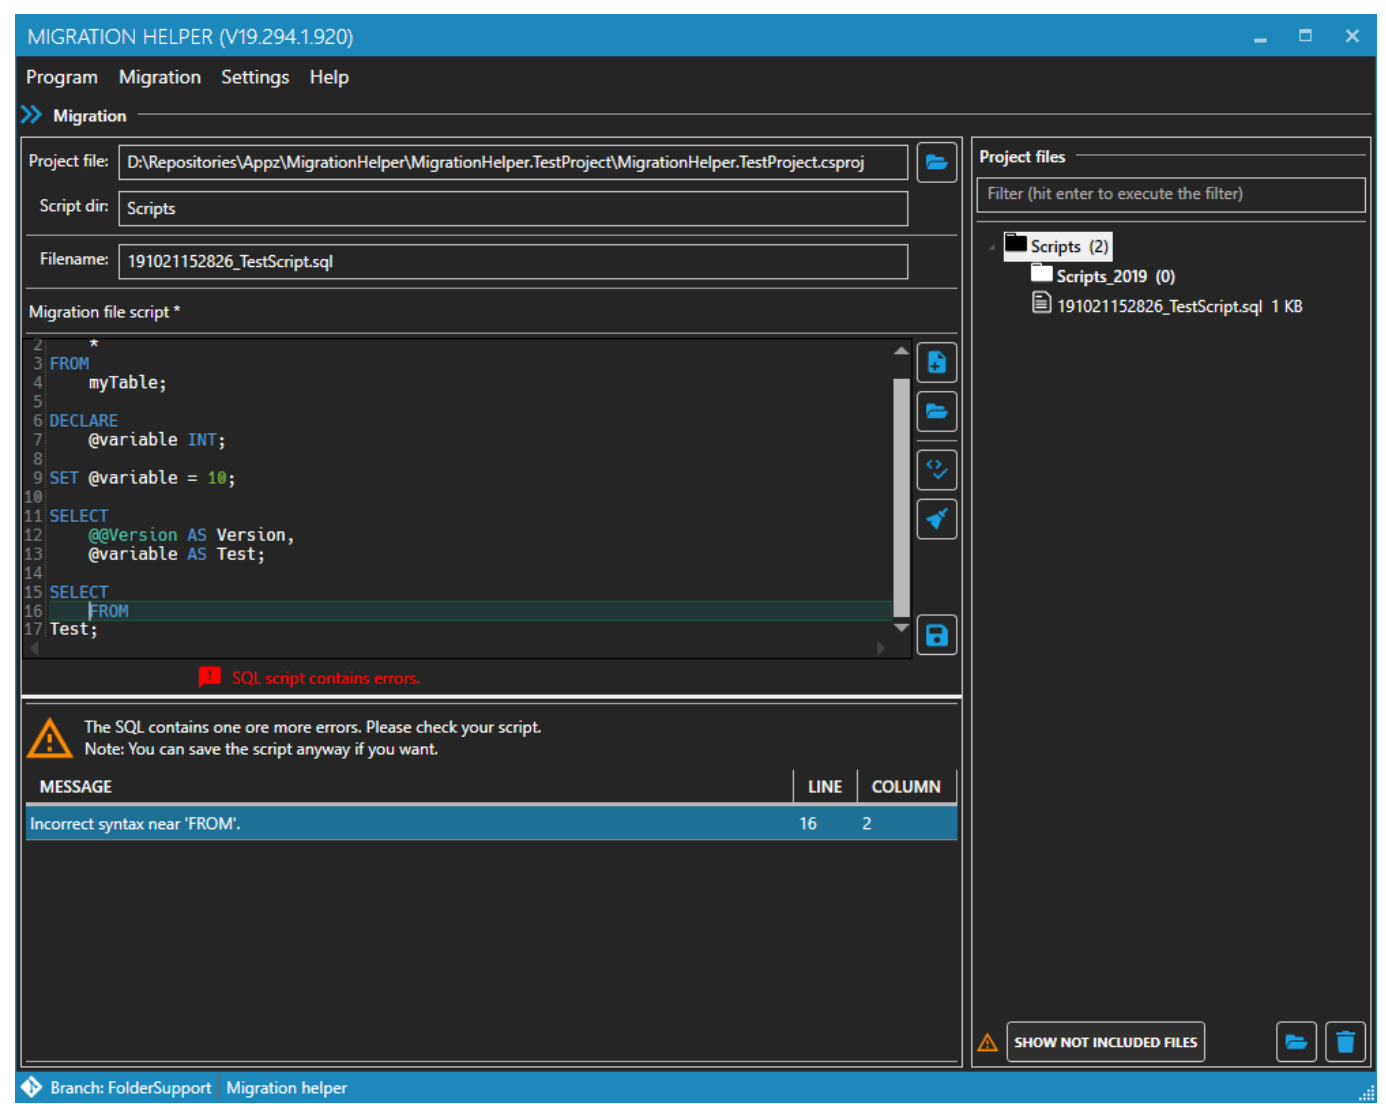 MIGRATION HELPER (V19.294.1.920)
Program Migration Settings Help
Migration
Project file: D:\Repositories\Appz\MigrationHelper\MigrationHelper.TestProject\MigrationHelper.TestProject.csproj
Script dir: Scripts
Filename: 191021152826_TestScript.sql
Migration file script *
2 *
3 FROM
4 myTable;
5
6 DECLARE
7 @variable INT;
8
9 SET @variable = 10;
10
11 SELECT
12 @@Version AS Version,
13 @variable AS Test;
14
15 SELECT
16 FROM
17 Test;
SQL script contains errors.
The SQL contains one ore more errors. Please check your script.
Note: You can save the script anyway if you want.
MESSAGE LINE COLUMN
Incorrect syntax near 'FROM'. 16 2
Project files
Filter (hit enter to execute the filter)
Scripts (2)
Scripts_2019 (0)
191021152826_TestScript.sql 1 KB
SHOW NOT INCLUDED FILES
Branch: FolderSupport Migration helper